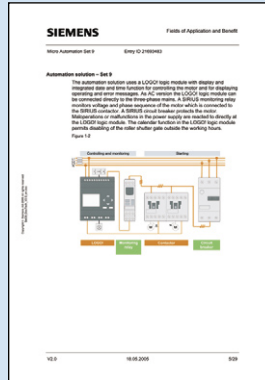 SIEMENS
Fields of Application and Benefit
Micro Automation Set 9
Entry ID 21650493
Automation solution – Set 9
The automation solution uses a LOGO! logic module with display and
integrated date and time function for controlling the motor and for displaying
operating and error messages. As AC version the LOGO! logic module can
be connected directly to the three-phase mains. A SIRIUS monitoring relay
monitors voltage and phase sequence of the motor which is connected to
the SIRIUS contactor. A SIRIUS circuit breaker protects the motor.
Maloperations or malfunctions in the power supply are reacted to directly at
the LOGO! logic module. The calendar function in the LOGO! logic module
permits disabling of the roller shutter gate outside the working hours.
Figure 1-2
Controlling and monitoring
Starting
LOGO!
Monitoring
relay
Contactor
Circuit
Breaker
V2.0
16.05.2005
5/29